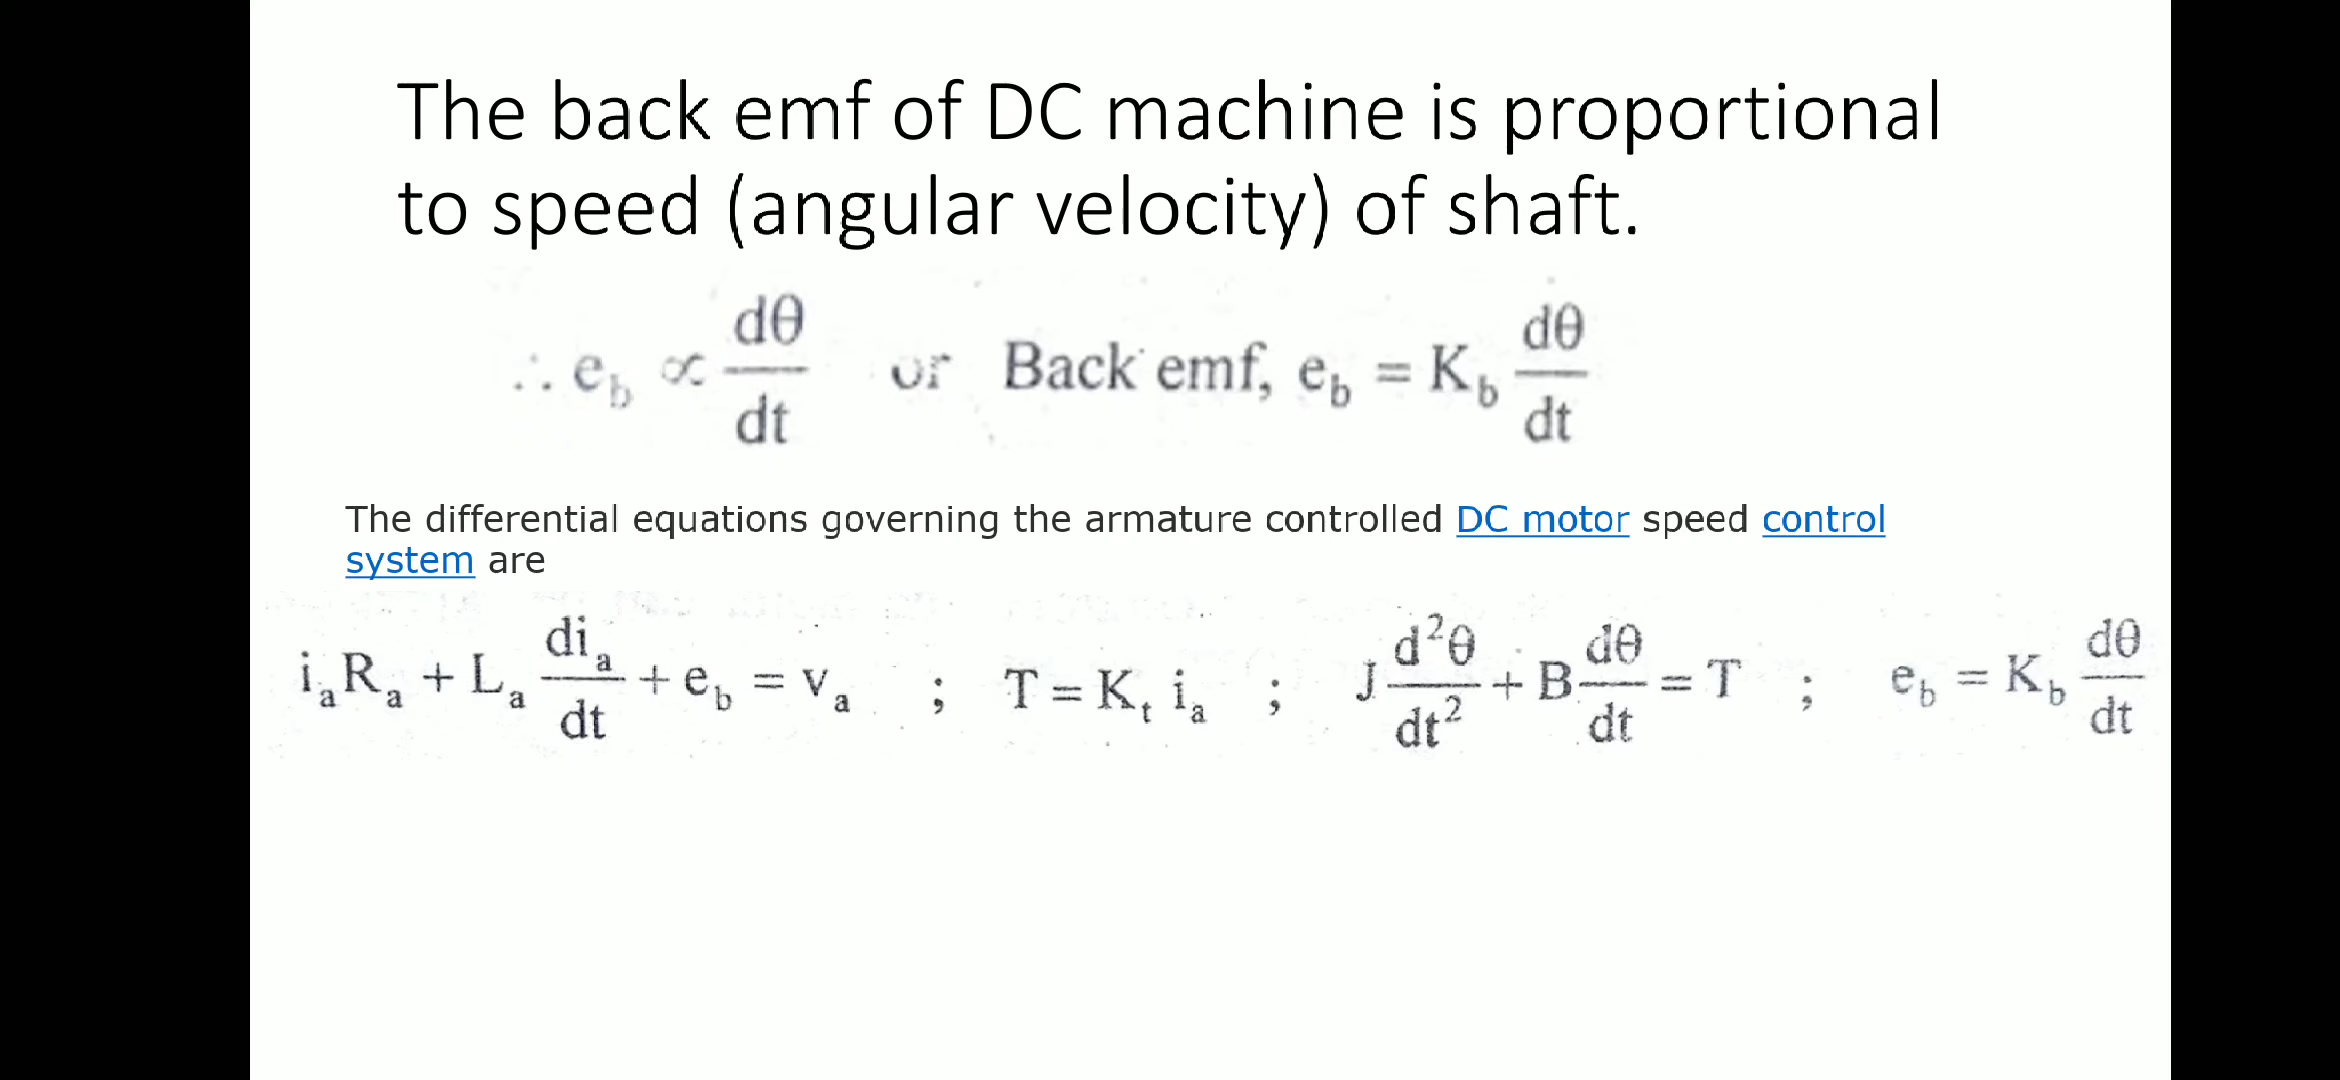 The back emf of DC machine is proportional
to speed (angular velocity) of shaft.
∴ e_b ∝ dθ/dt or Back emf, e_b = K_b dθ/dt
The differential equations governing the armature controlled DC motor speed control
system are
i_a R_a + L_a di_a/dt + e_b = v_a ; T = K_t i_a ; J d²θ/dt² + B dθ/dt = T ; e_b = K_b dθ/dt